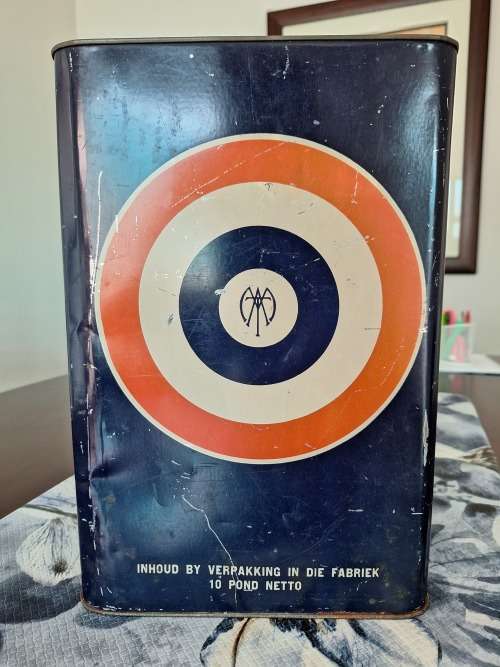 INHOUD BY VERPAKKING IN DIE FABRIEK
10 POND NETTO